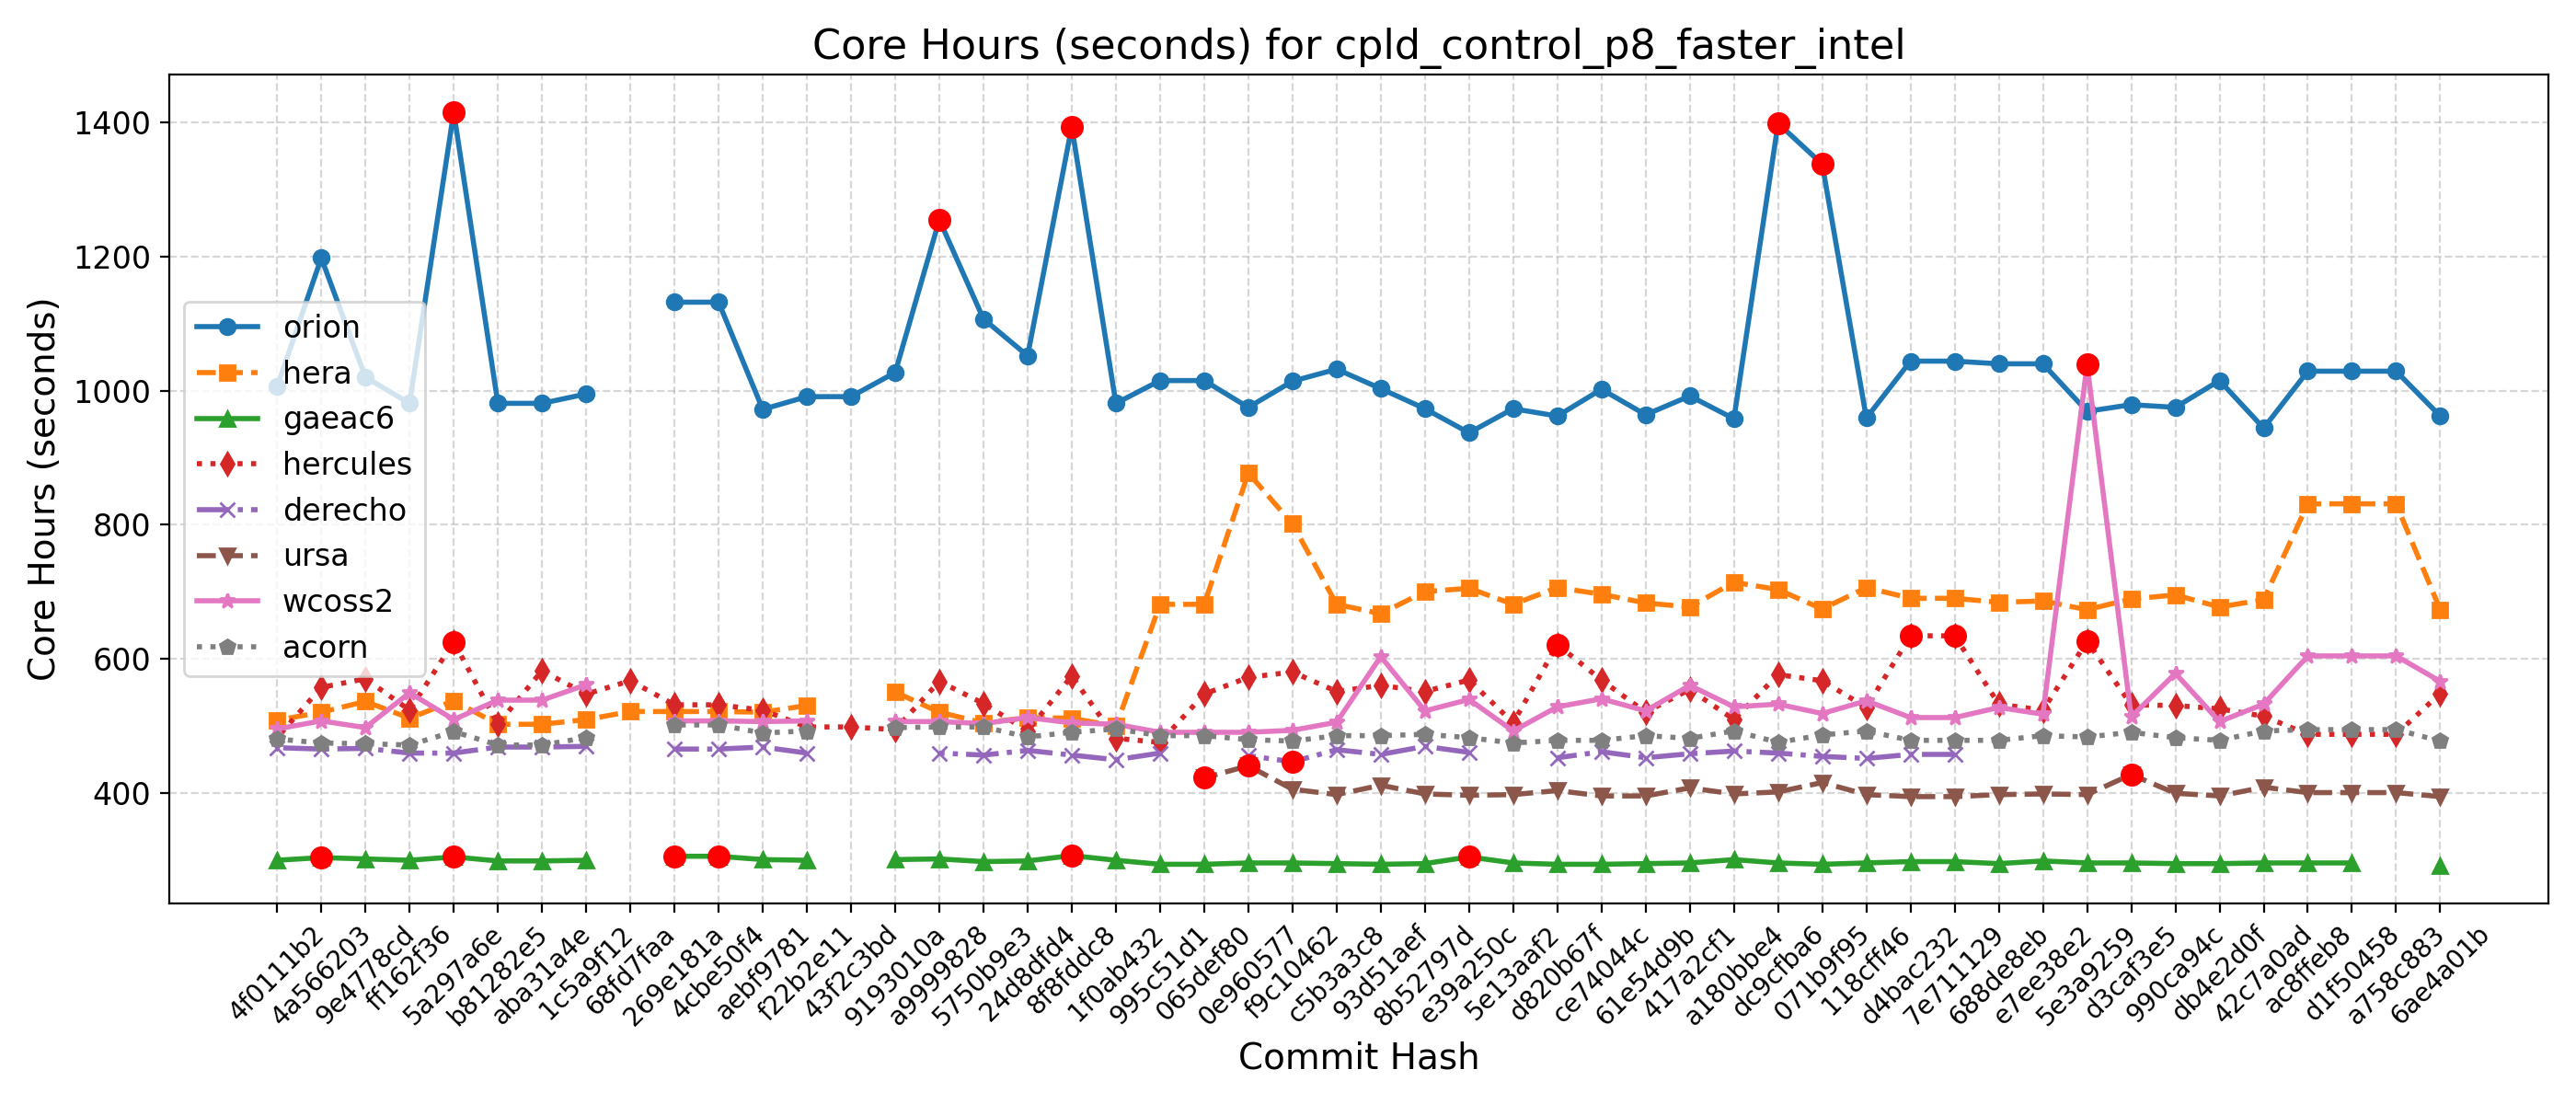 Core Hours (seconds) for cpld_control_p8_faster_intel
Core Hours (seconds)
1400
1200
1000
800
600
400
orion
hera
gaeac6
hercules
derecho
ursa
wcoss2
acorn
4f0111b2
4a566203
9e4778cd
ff162f36
5a297a6e
b81282e5
aba31a4e
1c5a9f12
68fd7faa
269e181a
4cbe50f4
aebf9781
f22b2e11
43f2c3bd
9193010a
a9999828
5750b9e3
24d8dfd4
8f8fddc8
1f0ab432
995c51d1
065def80
0e960577
f9c10462
c5b3a3c8
93d51aef
8b52797d
e39a250c
5e13aaf2
d820b67f
ce74044c
61e54d9b
417a2cf1
a180bbe4
dc9cfba6
071b9f95
118cff46
d4bac232
7e711129
688de8eb
e7ee38e2
5e3a9259
d3caf3e5
990ca94c
db4e2d0f
42c7a0ad
ac8ffeb8
d1f50458
a758c883
6ae4a01b
Commit Hash